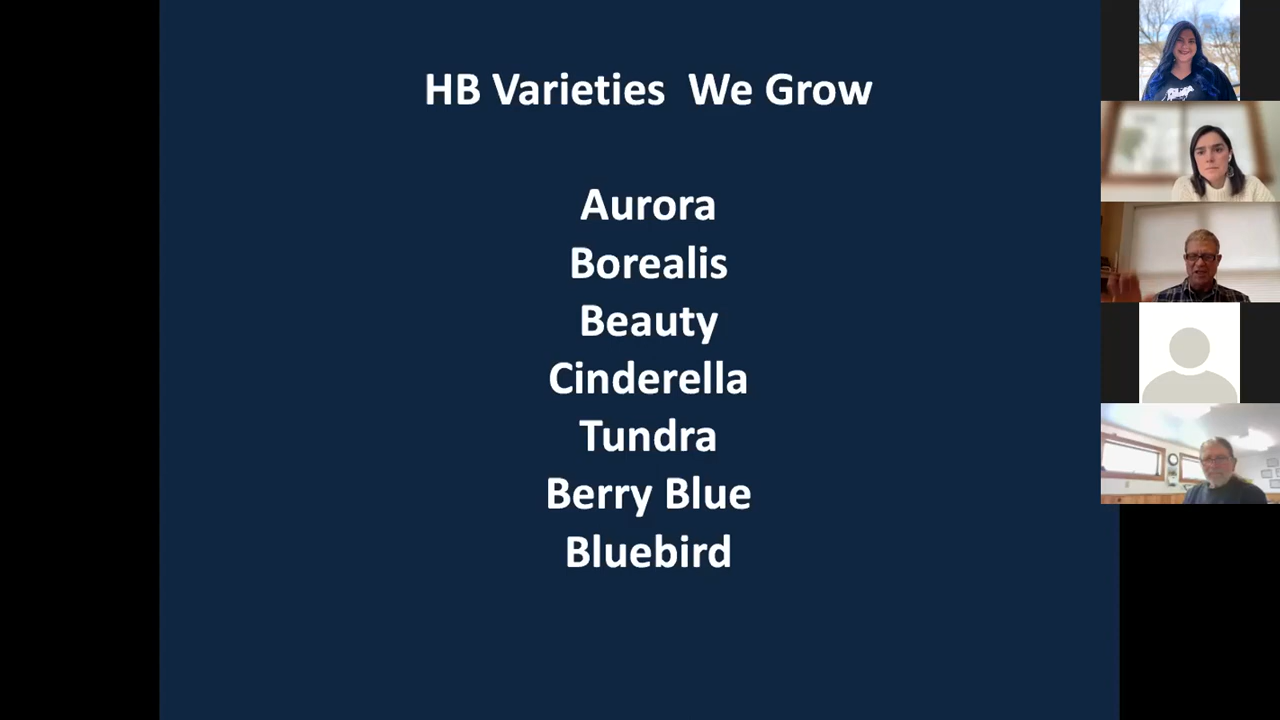 HB Varieties We Grow
Aurora
Borealis
Beauty
Cinderella
Tundra
Berry Blue
Bluebird